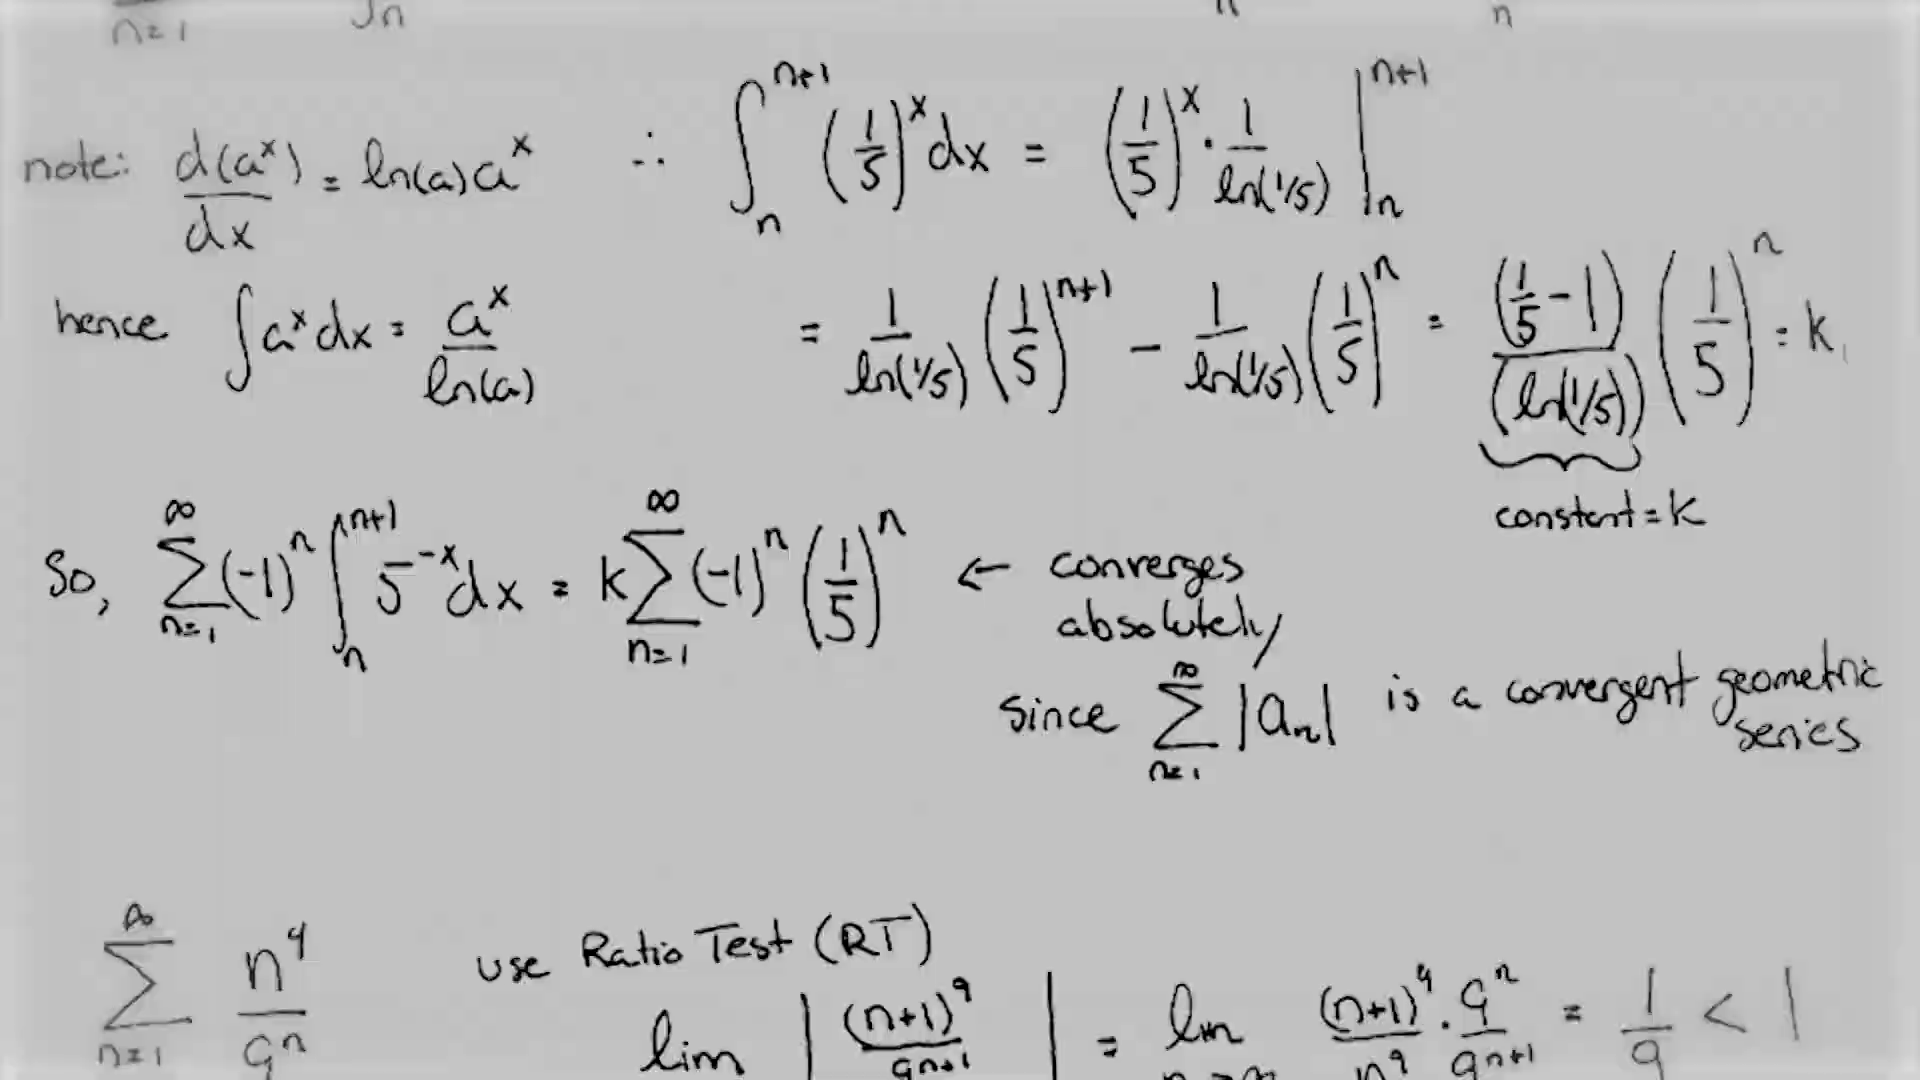 n=1 ∫n n n
note: d(a^x)/dx = ln(a)a^x ∴ ∫_n^{n+1} (1/5)^x dx = (1/5)^x · 1/ln(1/5) |_n^{n+1}
hence ∫a^x dx = a^x/ln(a) = 1/ln(1/5) (1/5)^{n+1} − 1/ln(1/5) (1/5)^n = (1/5 − 1)/(ln(1/5)) (1/5)^n = k
constant = k
So, ∑_{n=1}^∞ (-1)^n ∫_n^{n+1} 5^{-x} dx = k∑_{n=1}^∞ (-1)^n (1/5)^n ← converges
absolutely
since ∑_{n=1}^∞ |a_n| is a convergent geometric
series
∑_{n=1}^∞ n^9/9^n use Ratio Test (RT)
lim | (n+1)^9/9^{n+1} | = lim (n+1)^9/n^9 · 9^n/9^{n+1} = 1/9 < 1